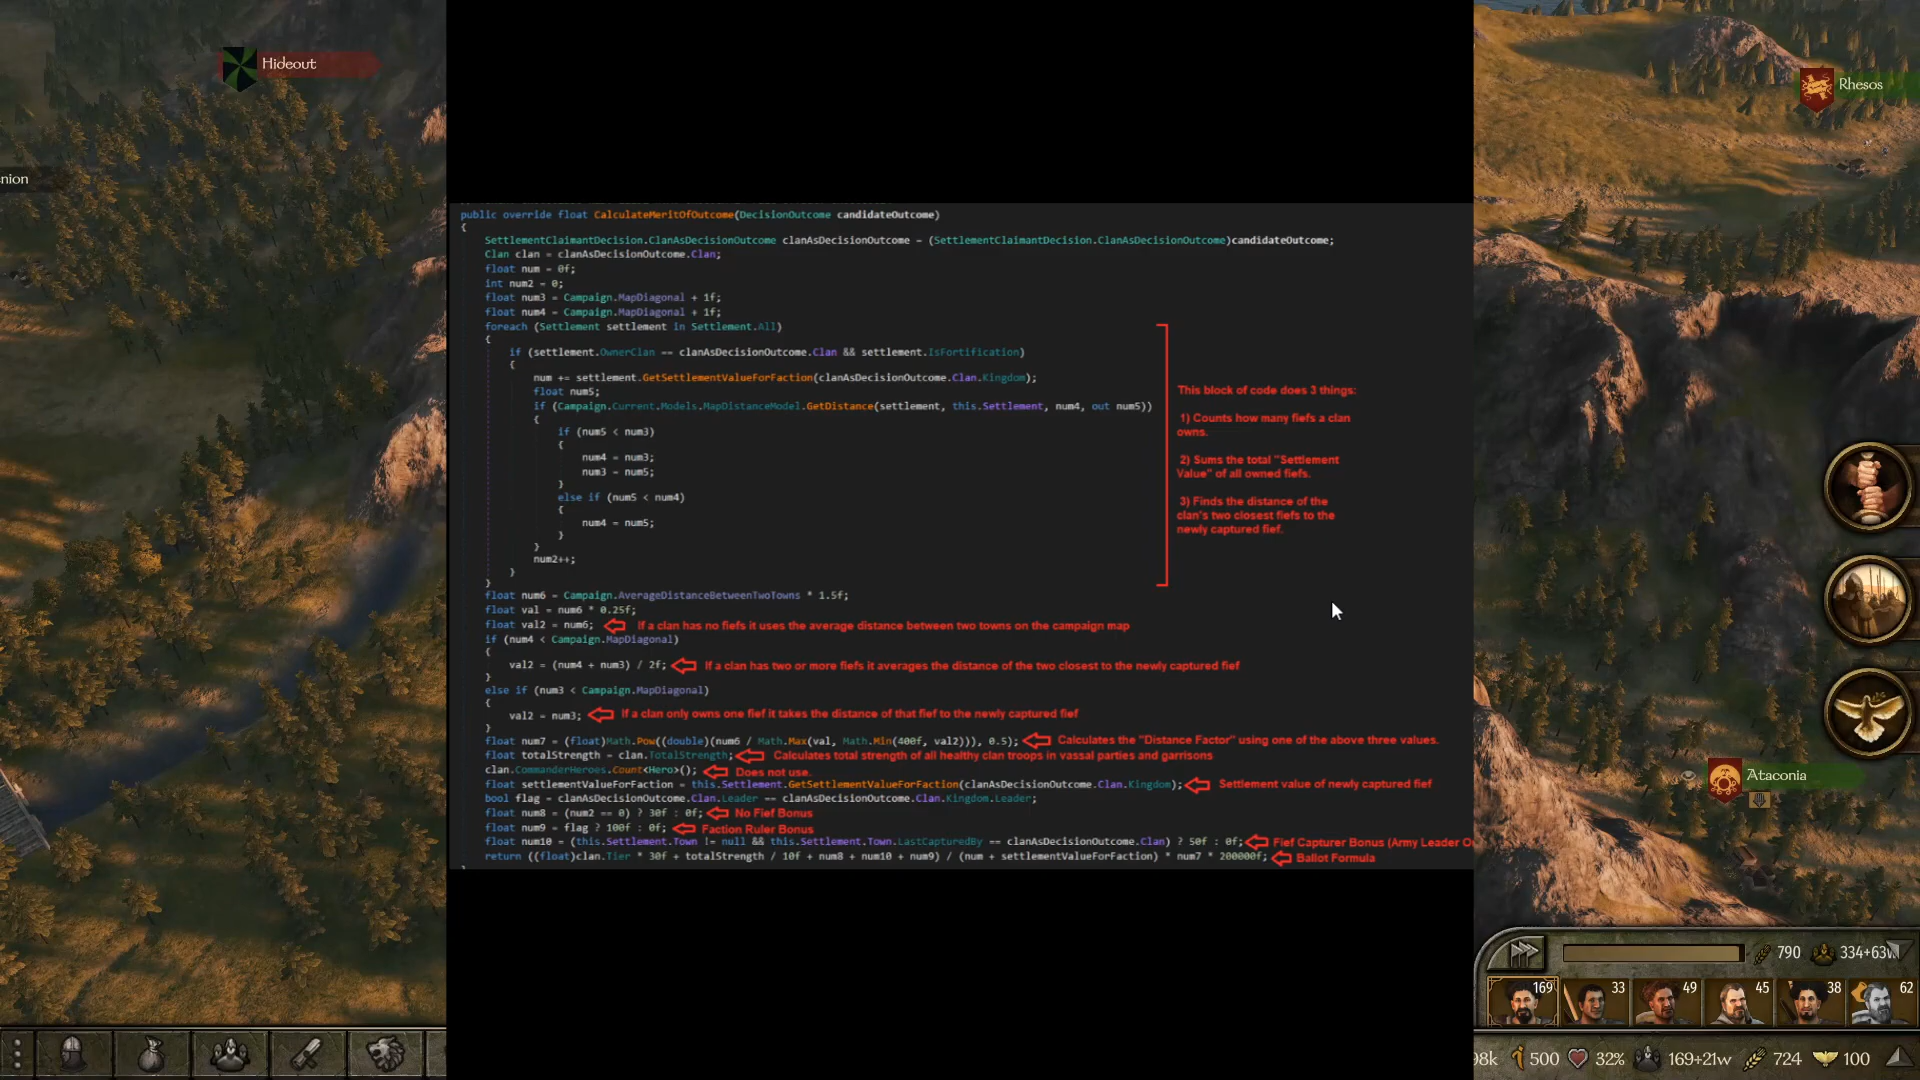 Hideout
Rhesos
nion
public override float CalculateMeritOfOutcome(DecisionOutcome candidateOutcome)
{
SettlementClaimantDecision.ClanAsDecisionOutcome clanAsDecisionOutcome = (SettlementClaimantDecision.ClanAsDecisionOutcome)candidateOutcome;
Clan clan = clanAsDecisionOutcome.Clan;
float num = 0f;
int num2 = 0;
float num3 = Campaign.MapDiagonal + 1f;
float num4 = Campaign.MapDiagonal + 1f;
foreach (Settlement settlement in Settlement.All)
{
if (settlement.OwnerClan == clanAsDecisionOutcome.Clan && settlement.IsFortification)
{
num += settlement.GetSettlementValueForFaction(clanAsDecisionOutcome.Clan.Kingdom);
float num5;
if (Campaign.Current.Models.MapDistanceModel.GetDistance(settlement, this.Settlement, num4, out num5))
{
if (num5 < num3)
{
num4 = num3;
num3 = num5;
}
else if (num5 < num4)
{
num4 = num5;
}
}
num2++;
}
}
This block of code does 3 things:
1) Counts how many fiefs a clan
owns.
2) Sums the total "Settlement
Value" of all owned fiefs.
3) Finds the distance of the
clan's two closest fiefs to the
newly captured fief.
float num6 = Campaign.AverageDistanceBetweenTwoTowns * 1.5f;
float val = num6 * 0.25f;
float val2 = num6; If a clan has no fiefs it uses the average distance between two towns on the campaign map
if (num4 < Campaign.MapDiagonal)
{
val2 = (num4 + num3) / 2f; If a clan has two or more fiefs it averages the distance of the two closest to the newly captured fief
}
else if (num3 < Campaign.MapDiagonal)
{
val2 = num3; If a clan only owns one fief it takes the distance of that fief to the newly captured fief
}
float num7 = (float)Math.Pow((double)(num6 / Math.Max(val, Math.Min(400f, val2))), 0.5); Calculates the "Distance Factor" using one of the above three values.
float totalStrength = clan.TotalStrength; Calculates total strength of all healthy clan troops in vassal parties and garrisons
clan.CommanderHeroes.Count<Hero>(); Does not use.
float settlementValueForFaction = this.Settlement.GetSettlementValueForFaction(clanAsDecisionOutcome.Clan.Kingdom); Settlement value of newly captured fief
bool flag = clanAsDecisionOutcome.Clan.Leader == clanAsDecisionOutcome.Clan.Kingdom.Leader;
float num8 = (num2 == 0) ? 30f : 0f; No Fief Bonus
float num9 = flag ? 100f : 0f; Faction Ruler Bonus
float num10 = (this.Settlement.Town != null && this.Settlement.Town.LastCapturedBy == clanAsDecisionOutcome.Clan) ? 50f : 0f; Fief Capturer Bonus (Army Leader O
return ((float)clan.Tier * 30f + totalStrength / 10f + num8 + num10 + num9) / (num + settlementValueForFaction) * num7 * 200000f; Ballot Formula
Ataconia
790 334+63w
169 33 49 45 38 62
98k 500 32% 169+21w 724 100